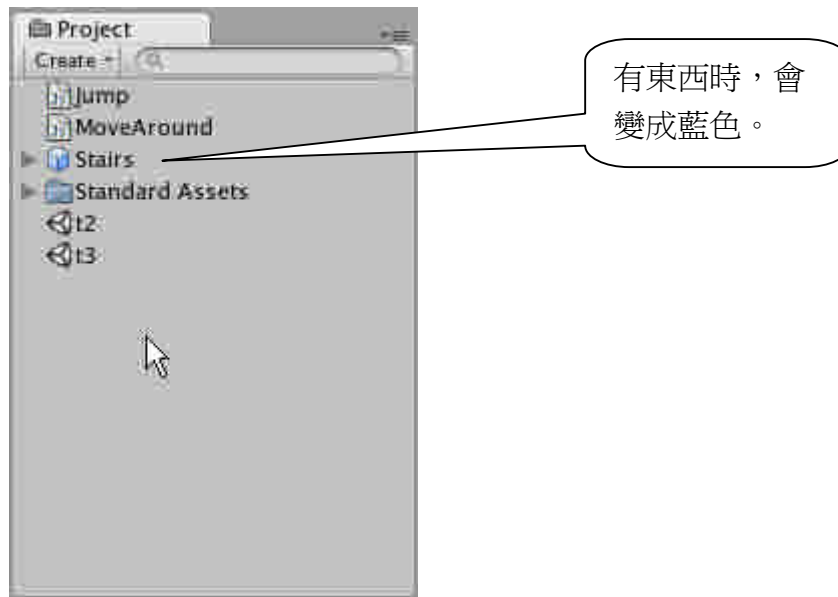 Project
Create
Jump
MoveAround
Stairs
Standard Assets
t2
t3
有東西時，會
變成藍色。